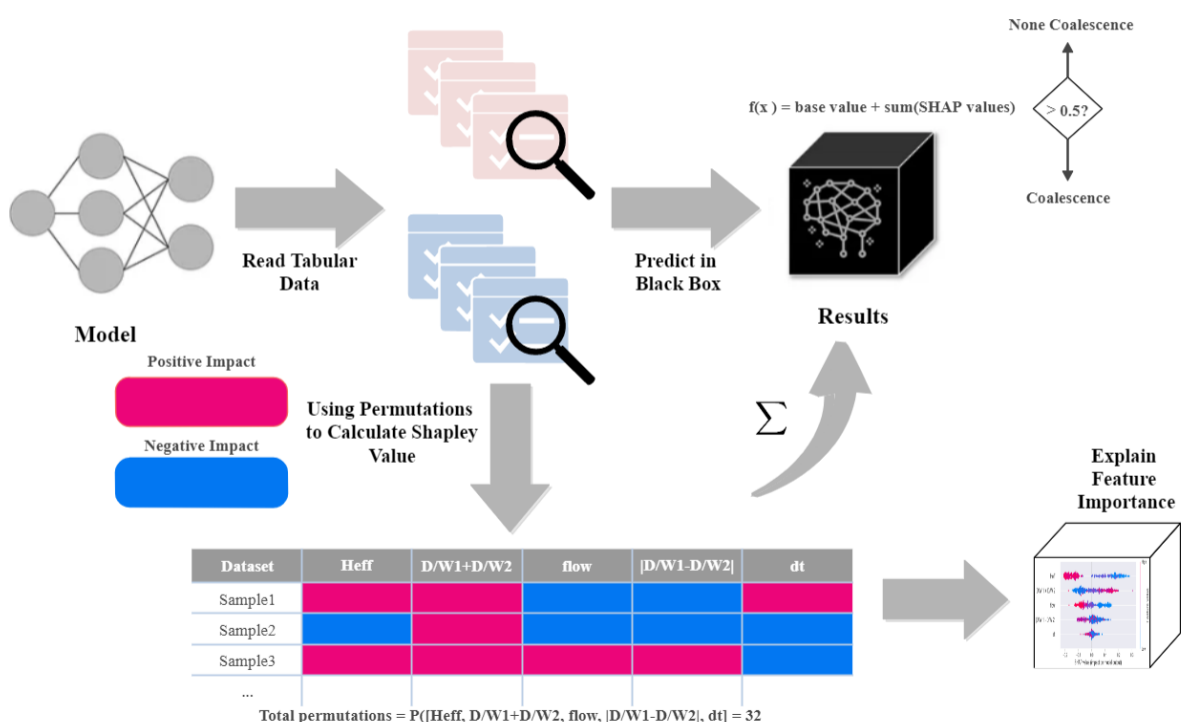 None Coalescence
f(x ) = base value + sum(SHAP values)
> 0.5?
Coalescence
Read Tabular
Data
Predict in
Black Box
Model
Results
Positive Impact
Negative Impact
Using Permutations
to Calculate Shapley
Value
∑
Explain
Feature
Importance
Dataset Heff D/W1+D/W2 flow |D/W1-D/W2| dt
Sample1
Sample2
Sample3
...
Total permutations = P([Heff, D/W1+D/W2, flow, |D/W1-D/W2|, dt] = 32